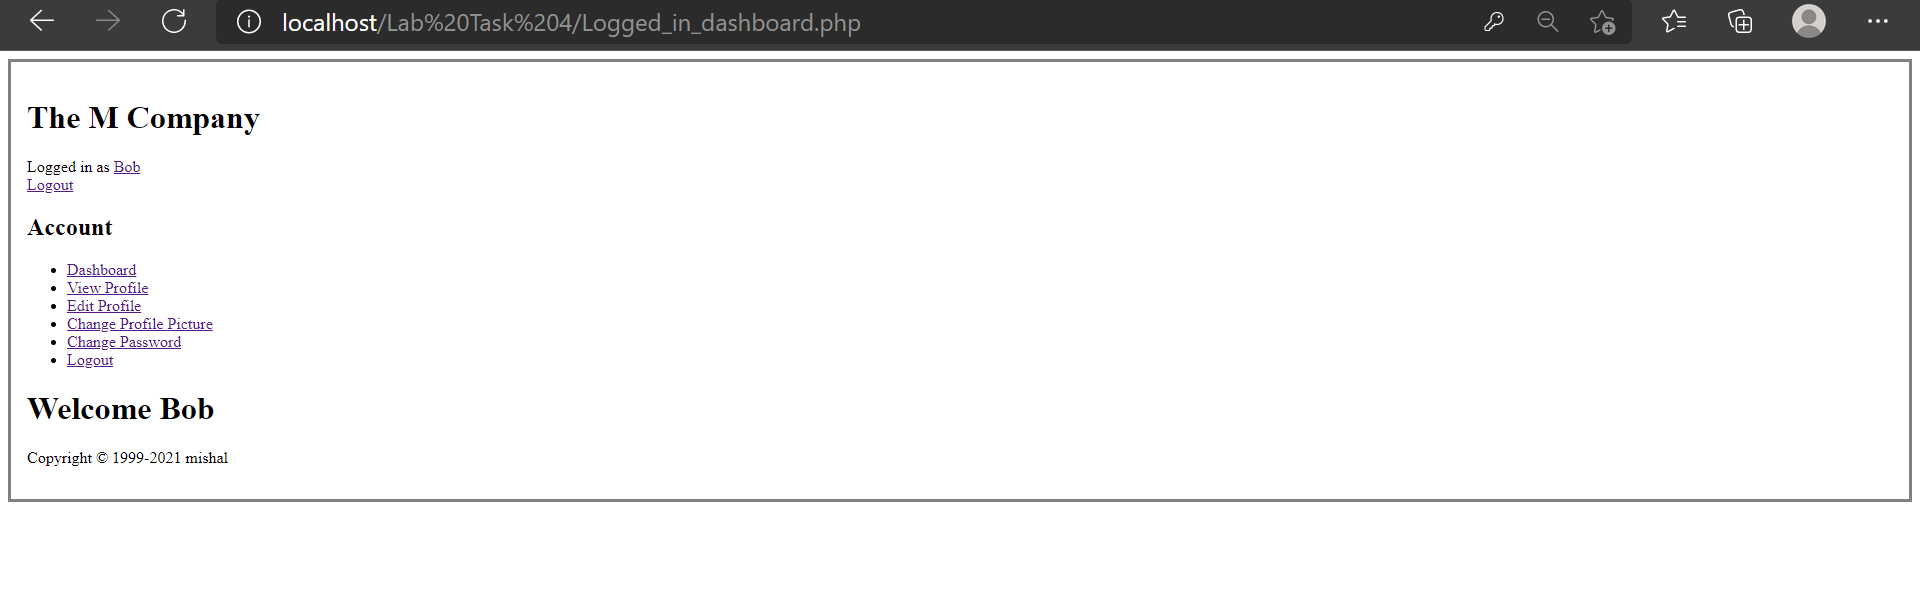 localhost/Lab%20Task%204/Logged_in_dashboard.php
The M Company
Logged in as Bob
Logout
Account
Dashboard
View Profile
Edit Profile
Change Profile Picture
Change Password
Logout
Welcome Bob
Copyright © 1999-2021 mishal